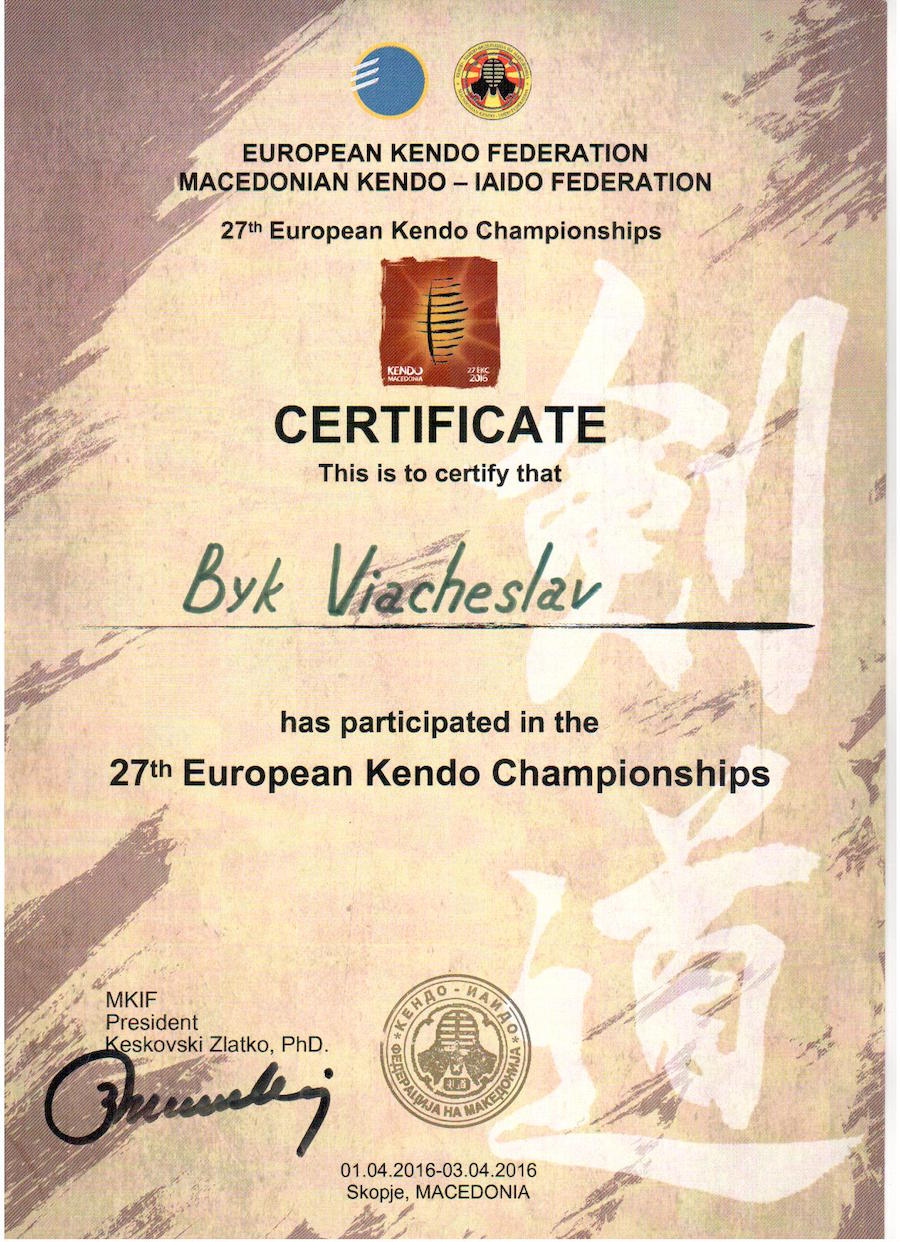 EUROPEAN KENDO FEDERATION
MACEDONIAN KENDO – IAIDO FEDERATION
27th European Kendo Championships
KENDO 27 EKC
MACEDONIA 2016
CERTIFICATE
This is to certify that
Byk Viacheslav
has participated in the
27th European Kendo Championships
剣道
MKIF
President
Keskovski Zlatko, PhD.
*КЕНДО - ИАИДО*
ФЕДЕРАЦИЈА НА МАКЕДОНИЈА
01.04.2016-03.04.2016
Skopje, MACEDONIA